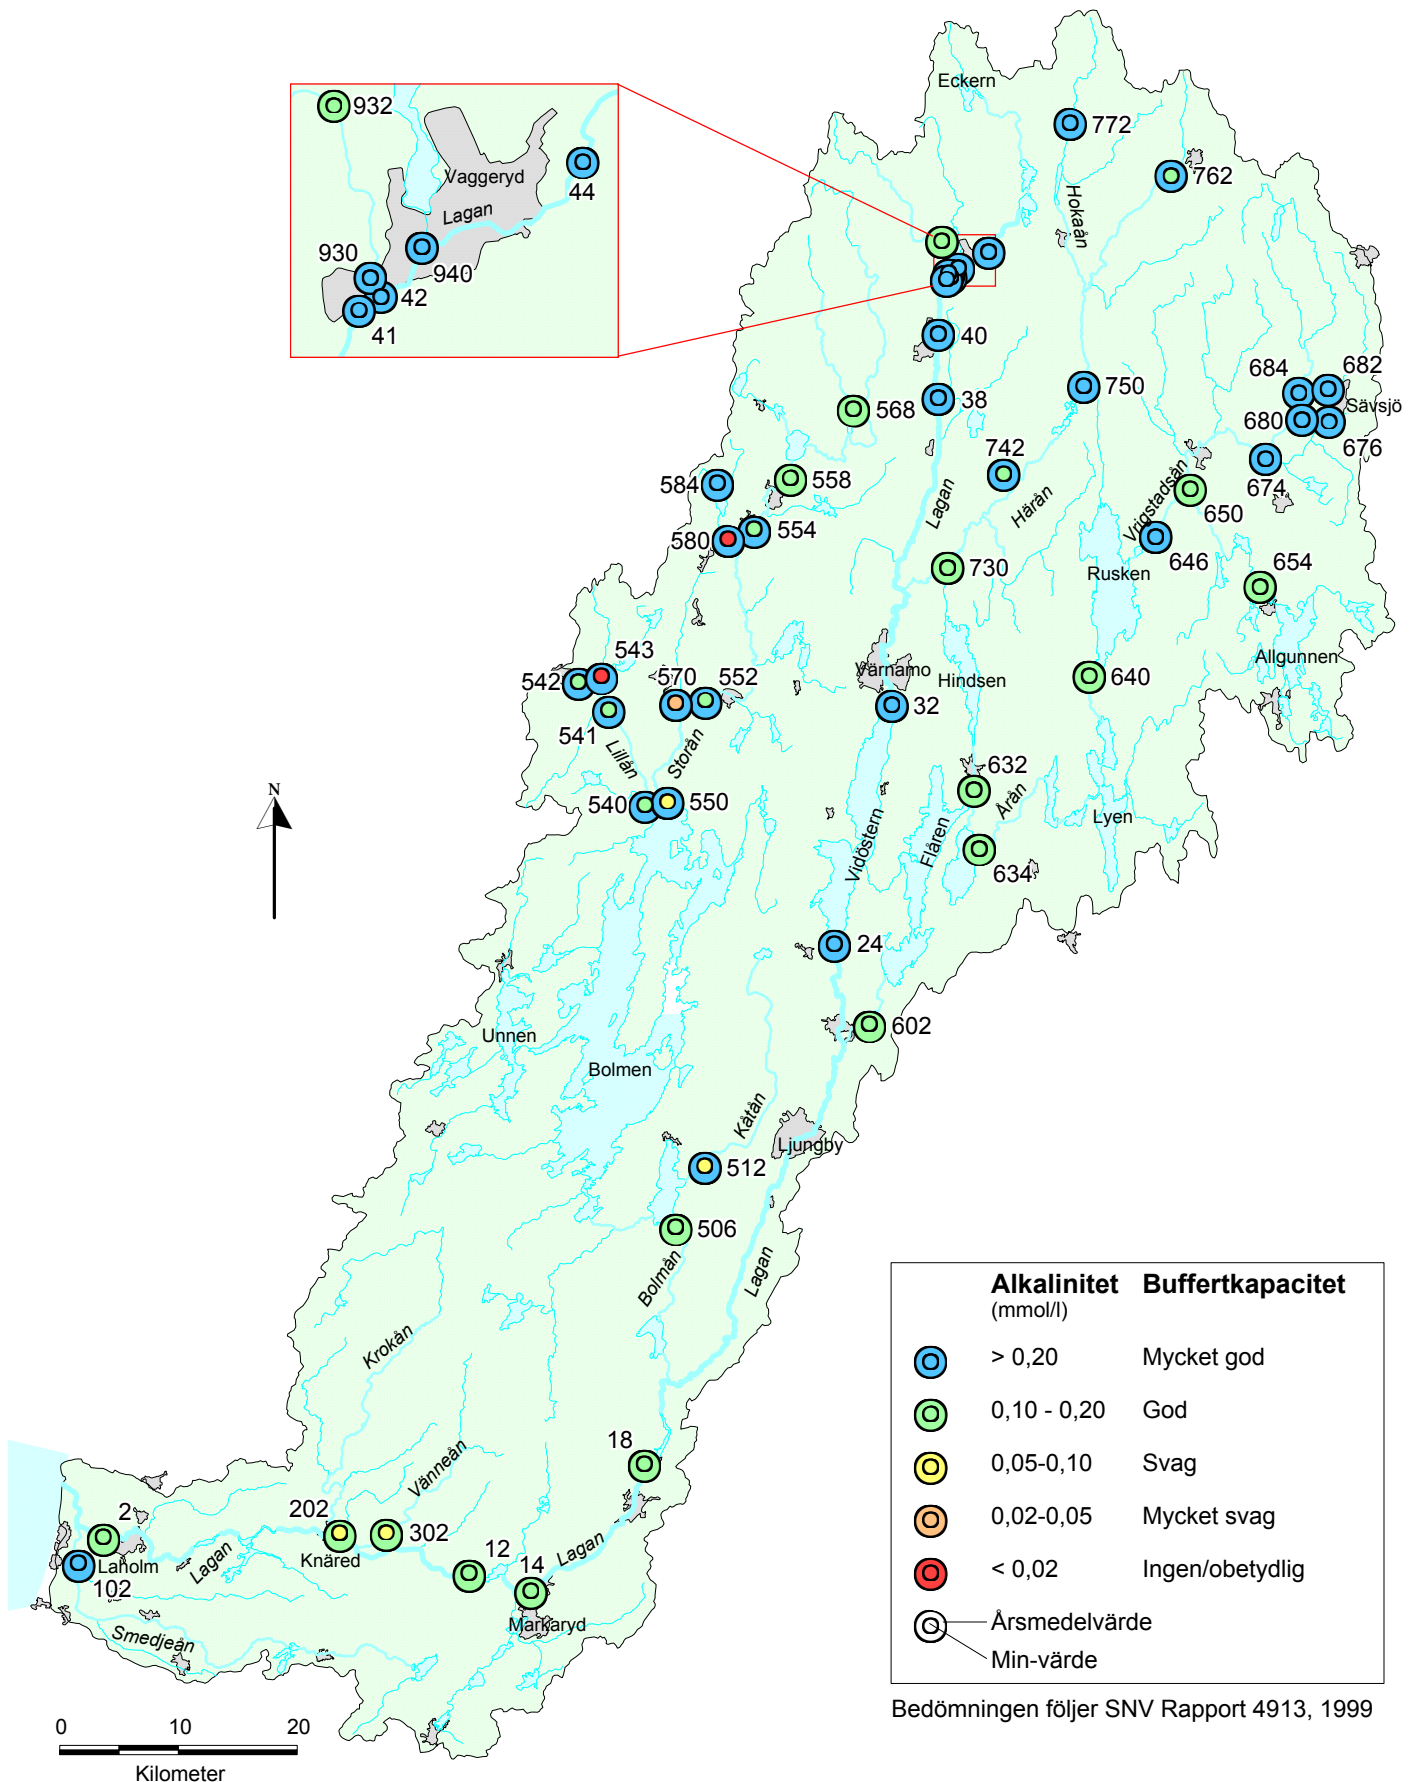 Eckern
932
772
Vaggeryd
44
762
Lagan
Hokaån
930
940
42
41
40
684
682
750
38
568
Sävsjö
680
676
742
558
584
674
Vrigstadsån
Lagan
Härån
650
554
580
646
654
Rusken
730
543
Allgunnen
542
570
552
Värnamo
Hindsen
640
32
541
Lillån
Storån
632
Årån
540
550
Vidöstern
Flåren
Lyen
634
N
24
602
Unnen
Bolmen
Kåtån
Ljungby
512
506
Bolmån
Lagan
Krokån
18
Vänneån
2
202
302
Lagan
Knäred
12
14
Lagan
Laholm
102
Markaryd
Smedjeån
Alkalinitet Buffertkapacitet
(mmol/l)
> 0,20 Mycket god
0,10 - 0,20 God
0,05-0,10 Svag
0,02-0,05 Mycket svag
< 0,02 Ingen/obetydlig
Årsmedelvärde
Min-värde
Bedömningen följer SNV Rapport 4913, 1999
0 10 20
Kilometer